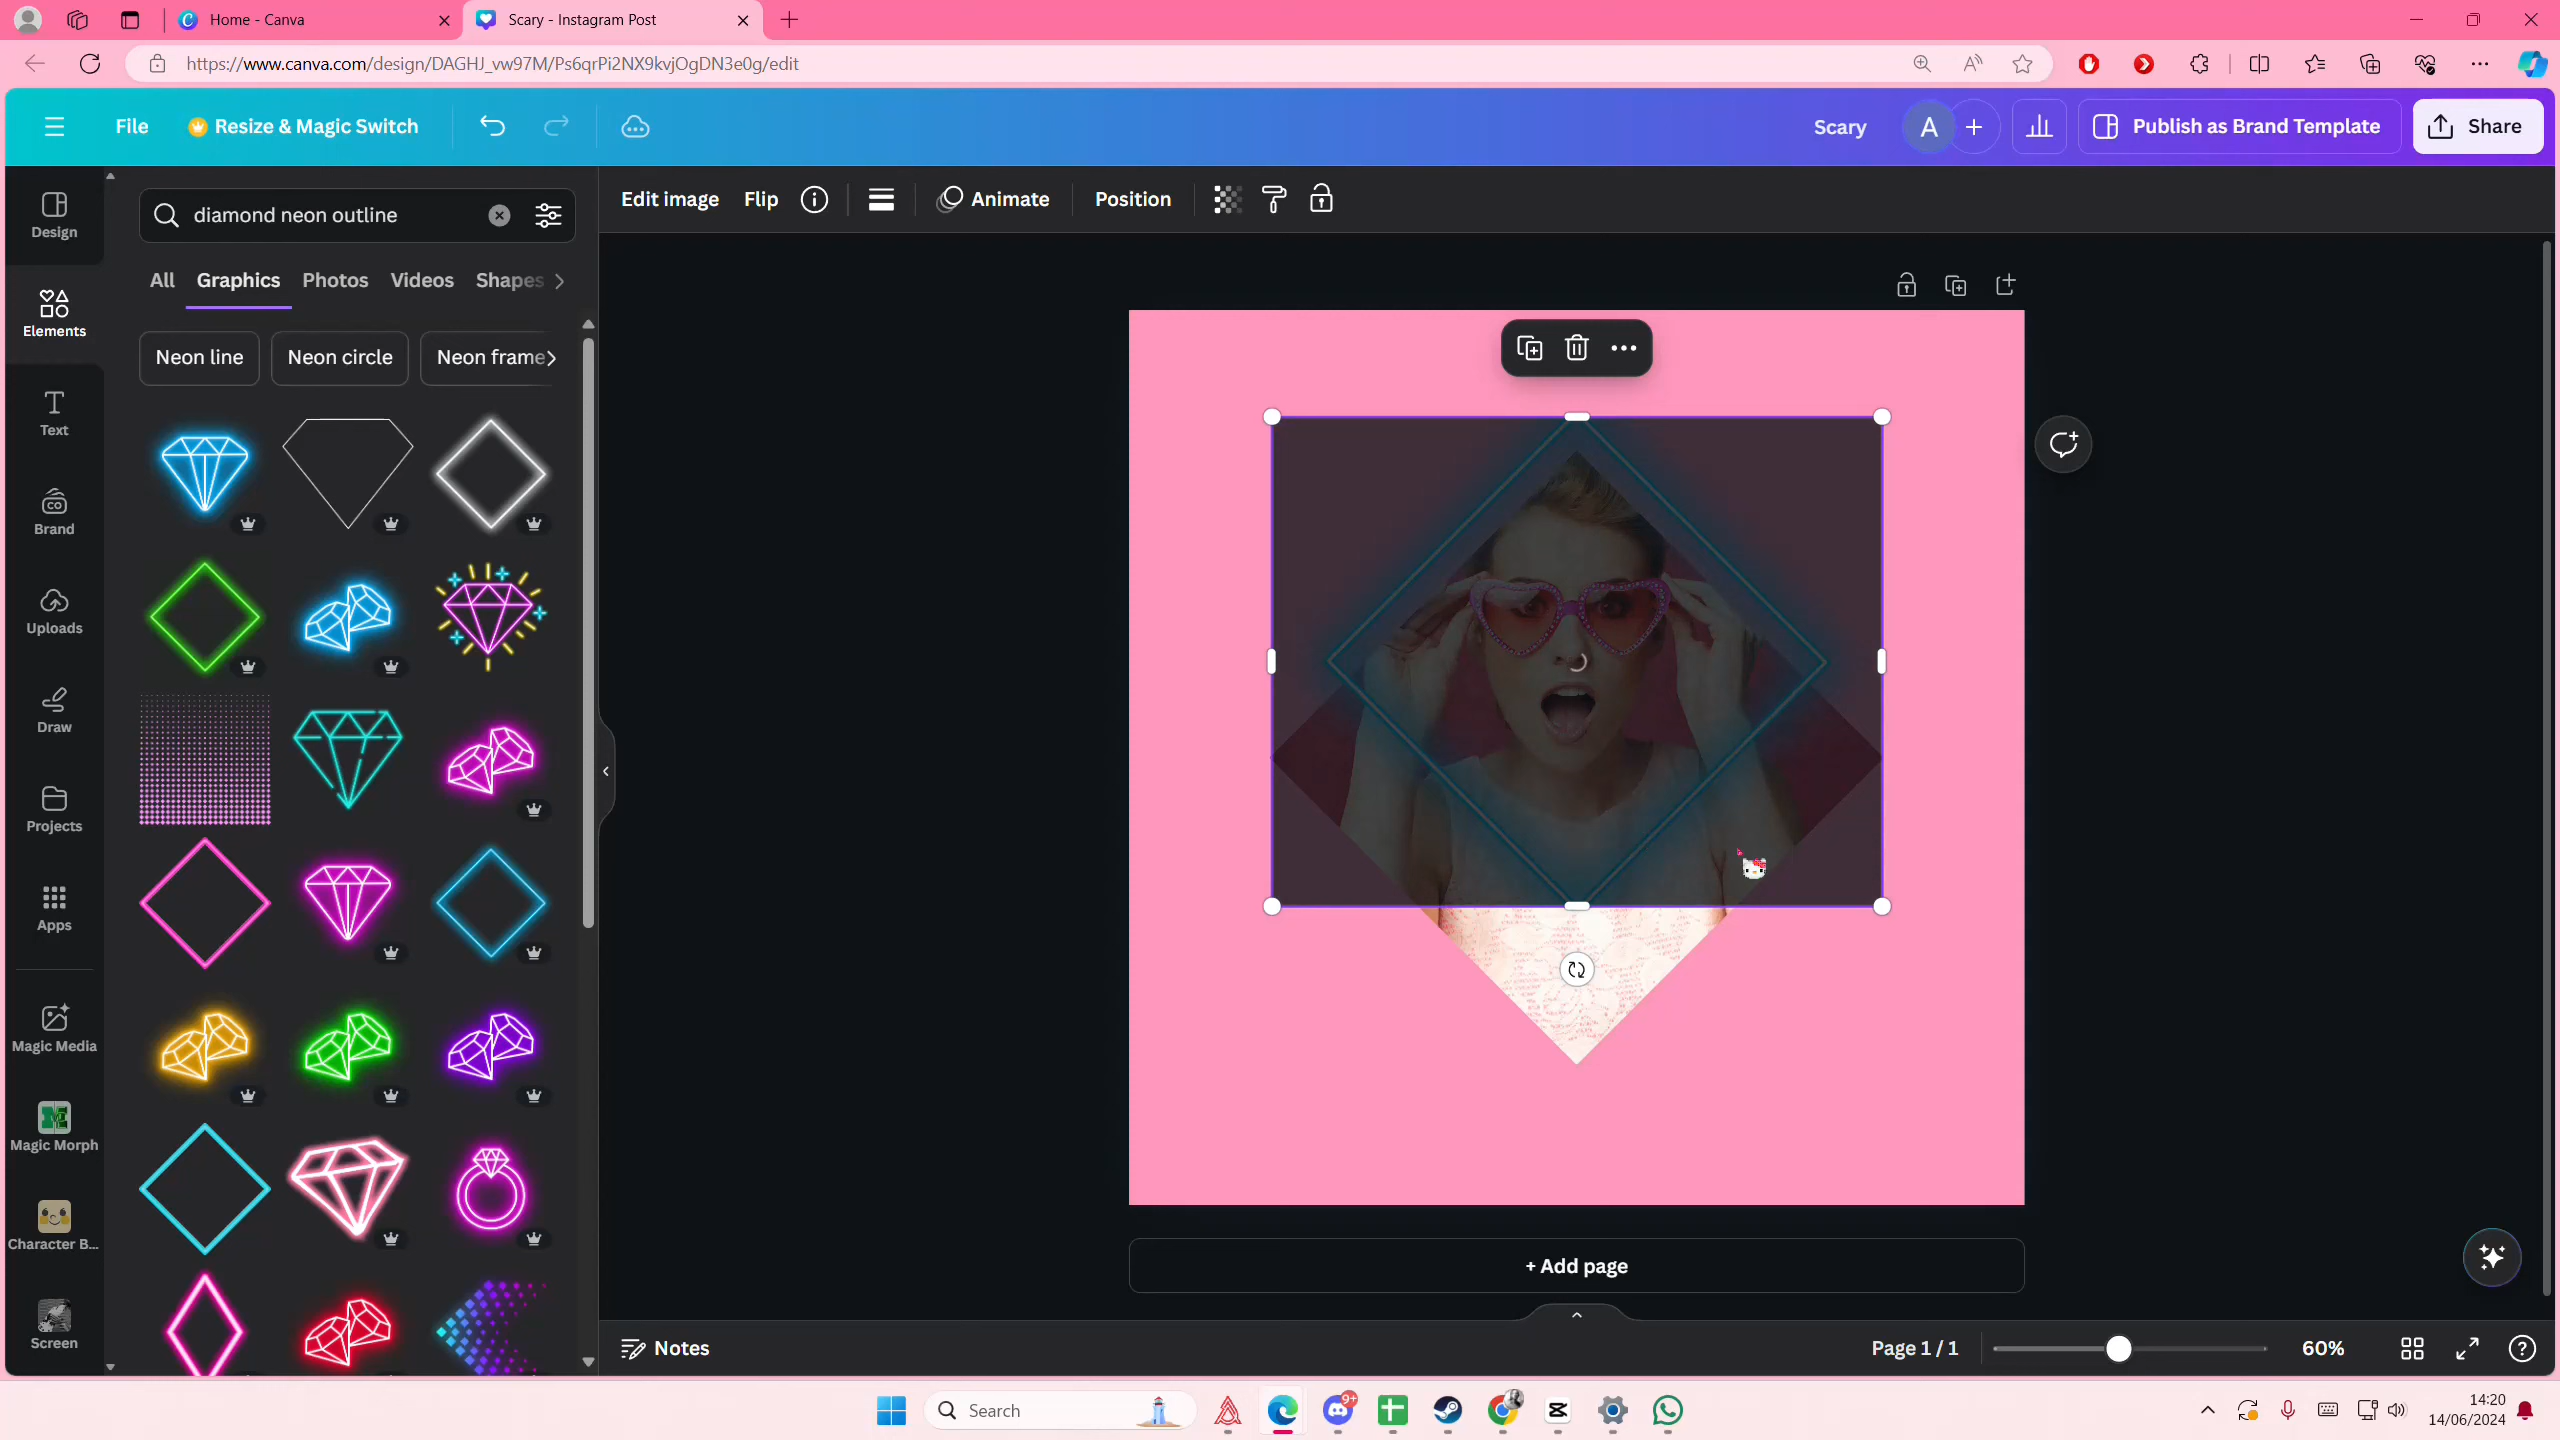 Home - Canva
Scary - Instagram Post
https://www.canva.com/design/DAGHJ_vw97M/Ps6qrPi2NX9kvjOgDN3e0g/edit
File
Resize & Magic Switch
Scary
A
Publish as Brand Template
Share
Design
Elements
Text
Brand
Uploads
Draw
Projects
Apps
Magic Media
Magic Morph
Character B...
Screen
diamond neon outline
All
Graphics
Photos
Videos
Shapes
Neon line
Neon circle
Neon frame
Edit image
Flip
Animate
Position
+ Add page
Notes
Page 1 / 1
60%
Search
9+
14:20
14/06/2024